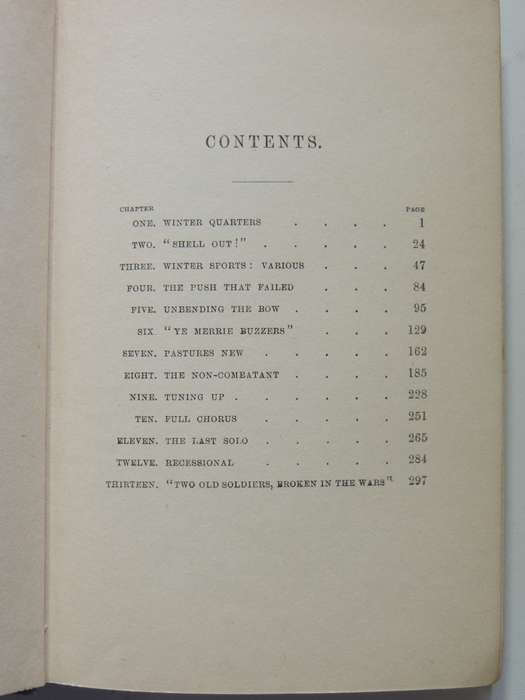 CONTENTS.
CHAPTER PAGE
ONE. WINTER QUARTERS . . . . 1
TWO. "SHELL OUT!" . . . . . 24
THREE. WINTER SPORTS: VARIOUS . . . 47
FOUR. THE PUSH THAT FAILED . . . 84
FIVE. UNBENDING THE BOW . . . . 95
SIX. "YE MERRIE BUZZERS" . . . 129
SEVEN. PASTURES NEW . . . . . 162
EIGHT. THE NON-COMBATANT . . . . 185
NINE. TUNING UP . . . . . . 228
TEN. FULL CHORUS . . . . . 251
ELEVEN. THE LAST SOLO . . . . . 265
TWELVE. RECESSIONAL . . . . . 284
THIRTEEN. "TWO OLD SOLDIERS, BROKEN IN THE WARS" 297